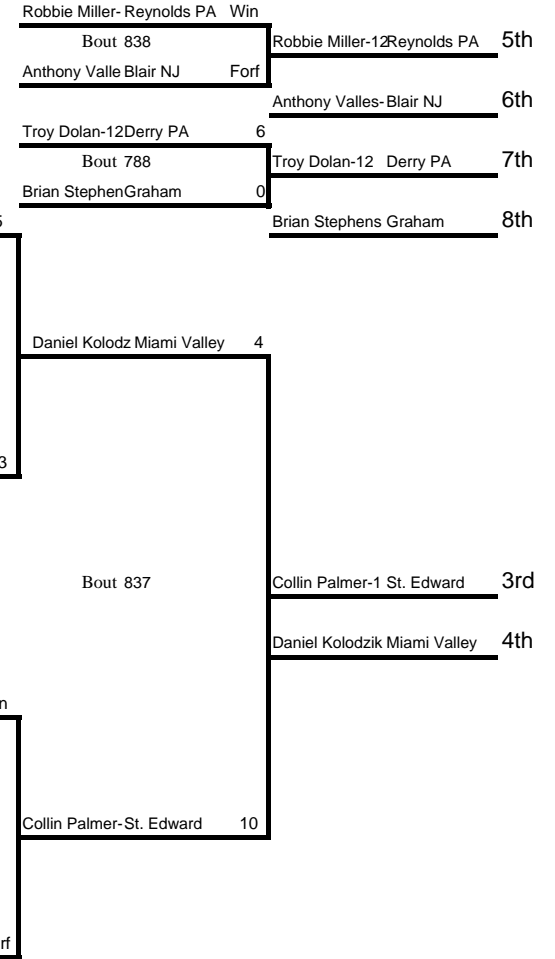 Robbie Miller- Reynolds PA Win
Bout 838
Robbie Miller-12Reynolds PA 5th
Anthony Valle Blair NJ Forf
Anthony Valles- Blair NJ 6th
Troy Dolan-12Derry PA 6
Bout 788
Troy Dolan-12 Derry PA 7th
Brian StephenGraham 0
Brian Stephens Graham 8th
Daniel Kolodz Miami Valley 4
3
Bout 837
Collin Palmer-1 St. Edward 3rd
Daniel Kolodzik Miami Valley 4th
n
Collin Palmer-St. Edward 10
rf